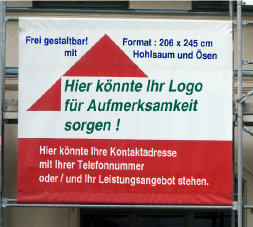 Frei gestaltbar! Format : 206 x 245 cm
mit Hohlsaum und Ösen
Hier könnte Ihr Logo
für Aufmerksamkeit
sorgen !
Hier könnte Ihre Kontaktadresse
mit Ihrer Telefonnummer
oder / und Ihr Leistungsangebot stehen.